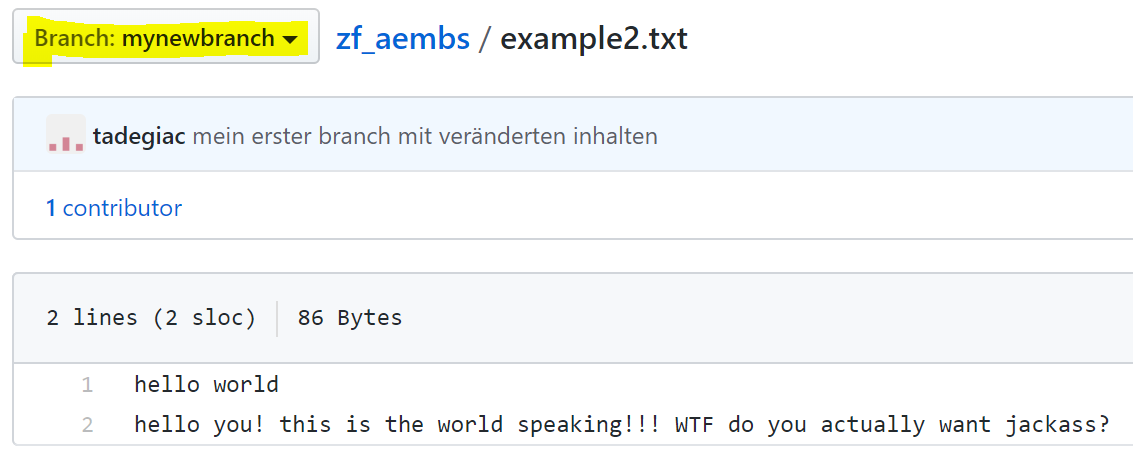 Branch: mynewbranch zf_aembs / example2.txt
tadegiac mein erster branch mit veränderten inhalten
1 contributor
2 lines (2 sloc) 86 Bytes
1 hello world
2 hello you! this is the world speaking!!! WTF do you actually want jackass?